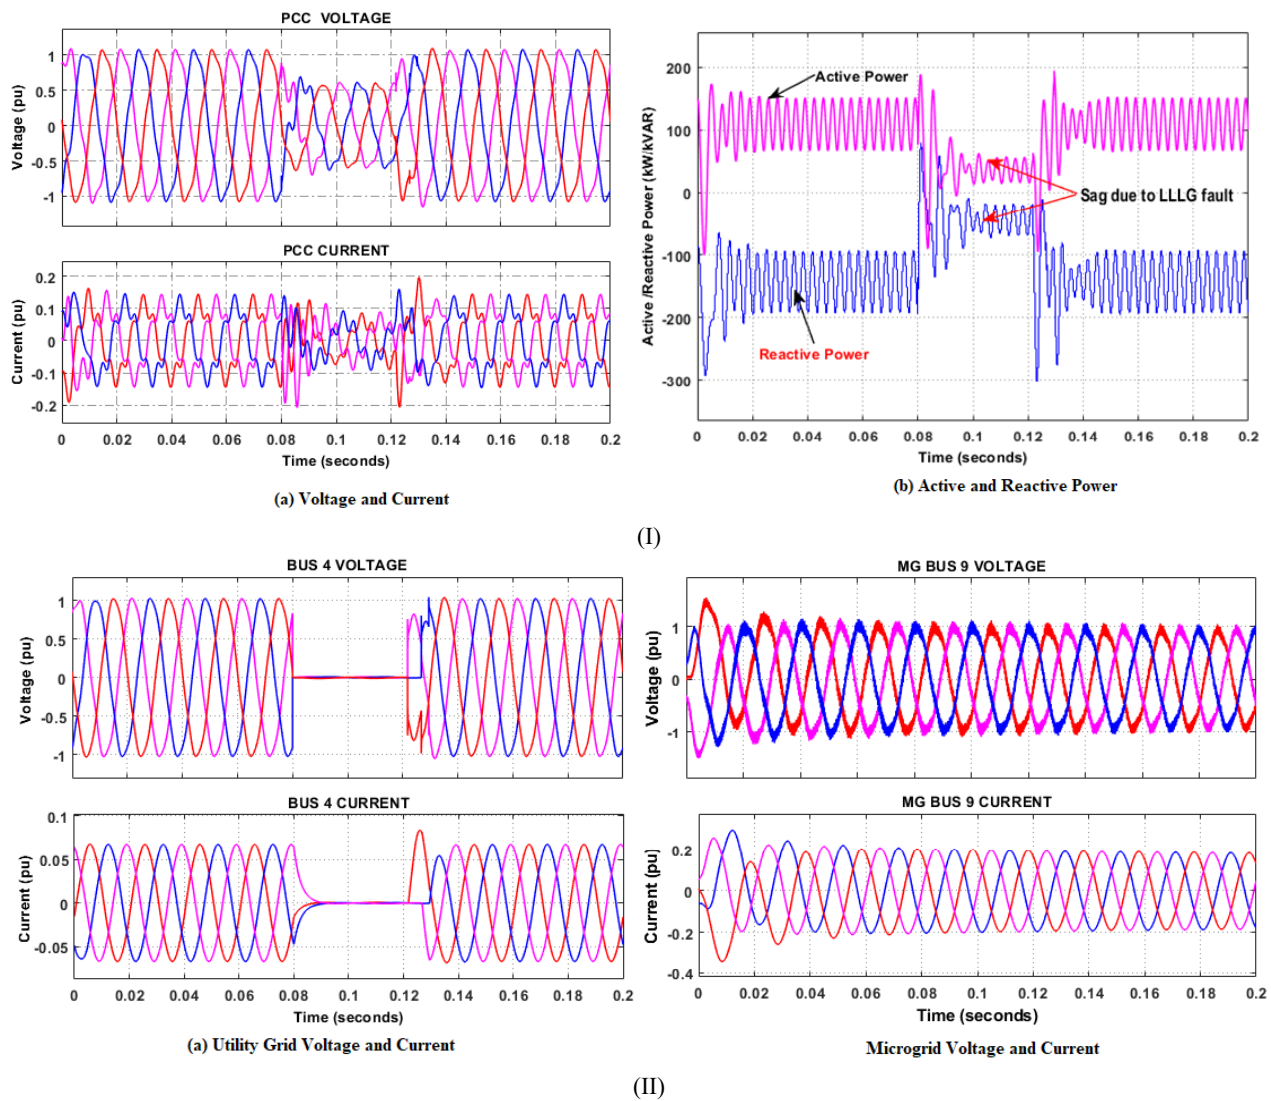 PCC VOLTAGE
Voltage (pu)
1
0.5
0
-0.5
-1
PCC CURRENT
Current (pu)
0.2
0.1
0
-0.1
-0.2
0 0.02 0.04 0.06 0.08 0.1 0.12 0.14 0.16 0.18 0.2
Time (seconds)
(a) Voltage and Current
Active /Reactive Power (kW/kVAR)
200
100
0
-100
-200
-300
Active Power
Sag due to LLLG fault
Reactive Power
0 0.02 0.04 0.06 0.08 0.1 0.12 0.14 0.16 0.18 0.2
Time (seconds)
(b) Active and Reactive Power
(I)
BUS 4 VOLTAGE
Voltage (pu)
1
0.5
0
-0.5
-1
BUS 4 CURRENT
Current (pu)
0.1
0.05
0
-0.05
0 0.02 0.04 0.06 0.08 0.1 0.12 0.14 0.16 0.18 0.2
Time (seconds)
(a) Utility Grid Voltage and Current
MG BUS 9 VOLTAGE
Voltage (pu)
1
0
-1
MG BUS 9 CURRENT
Current (pu)
0.2
0
-0.2
-0.4
0 0.02 0.04 0.06 0.08 0.1 0.12 0.14 0.16 0.18 0.2
Time (seconds)
Microgrid Voltage and Current
(II)